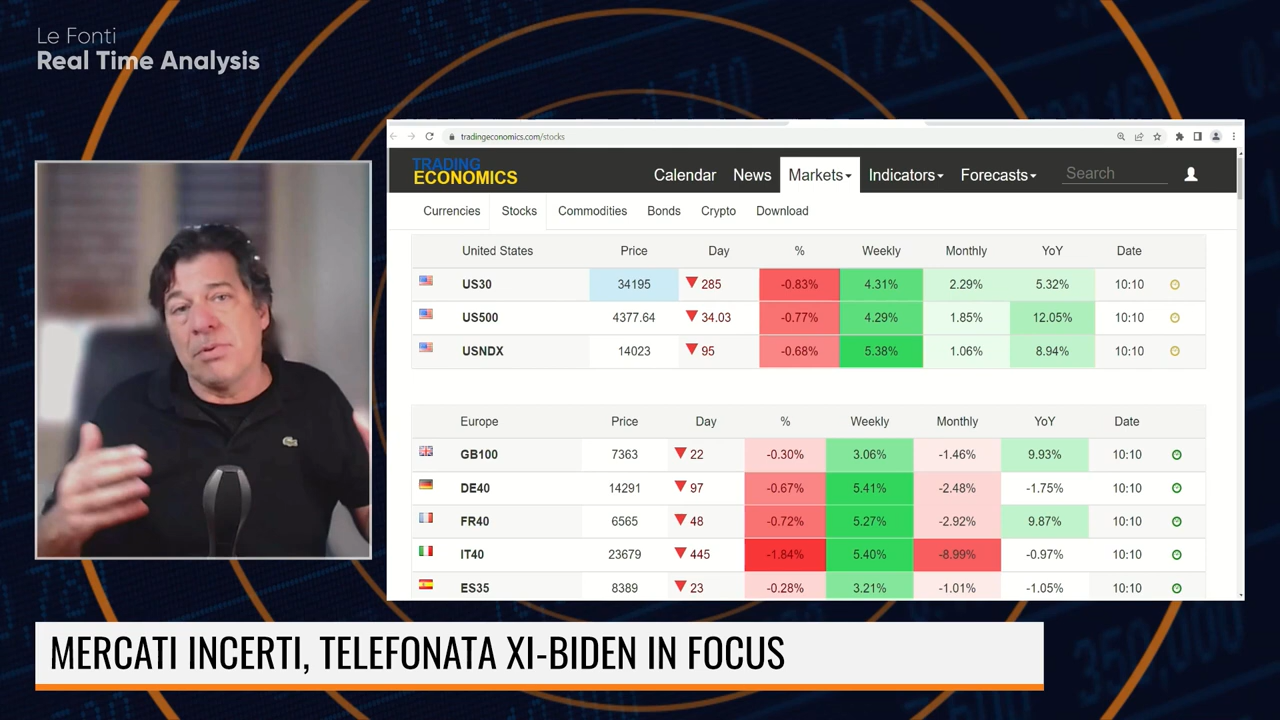 Le Fonti
Real Time Analysis
tradingeconomics.com/stocks
TRADING
ECONOMICS
Calendar News Markets Indicators Forecasts Search
Currencies Stocks Commodities Bonds Crypto Download
United States Price Day % Weekly Monthly YoY Date
US30 34195 285 -0.83% 4.31% 2.29% 5.32% 10:10
US500 4377.64 34.03 -0.77% 4.29% 1.85% 12.05% 10:10
USNDX 14023 95 -0.68% 5.38% 1.06% 8.94% 10:10
Europe Price Day % Weekly Monthly YoY Date
GB100 7363 22 -0.30% 3.06% -1.46% 9.93% 10:10
DE40 14291 97 -0.67% 5.41% -2.48% -1.75% 10:10
FR40 6565 48 -0.72% 5.27% -2.92% 9.87% 10:10
IT40 23679 445 -1.84% 5.40% -8.99% -0.97% 10:10
ES35 8389 23 -0.28% 3.21% -1.01% -1.05% 10:10
MERCATI INCERTI, TELEFONATA XI-BIDEN IN FOCUS